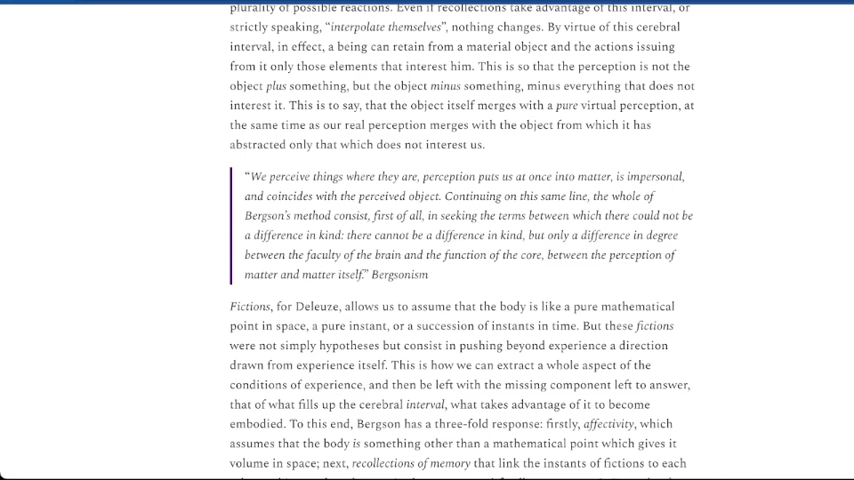 plurality of possible reactions. Even if recollections take advantage of this interval, or
strictly speaking, “interpolate themselves”, nothing changes. By virtue of this cerebral
interval, in effect, a being can retain from a material object and the actions issuing
from it only those elements that interest him. This is so that the perception is not the
object plus something, but the object minus something, minus everything that does not
interest it. This is to say, that the object itself merges with a pure virtual perception, at
the same time as our real perception merges with the object from which it has
abstracted only that which does not interest us.
“We perceive things where they are, perception puts us at once into matter, is impersonal,
and coincides with the perceived object. Continuing on this same line, the whole of
Bergson’s method consist, first of all, in seeking the terms between which there could not be
a difference in kind: there cannot be a difference in kind, but only a difference in degree
between the faculty of the brain and the function of the core, between the perception of
matter and matter itself.” Bergsonism
Fictions, for Deleuze, allows us to assume that the body is like a pure mathematical
point in space, a pure instant, or a succession of instants in time. But these fictions
were not simply hypotheses but consist in pushing beyond experience a direction
drawn from experience itself. This is how we can extract a whole aspect of the
conditions of experience, and then be left with the missing component left to answer,
that of what fills up the cerebral interval, what takes advantage of it to become
embodied. To this end, Bergson has a three-fold response: firstly, affectivity, which
assumes that the body is something other than a mathematical point which gives it
volume in space; next, recollections of memory that link the instants of fictions to each